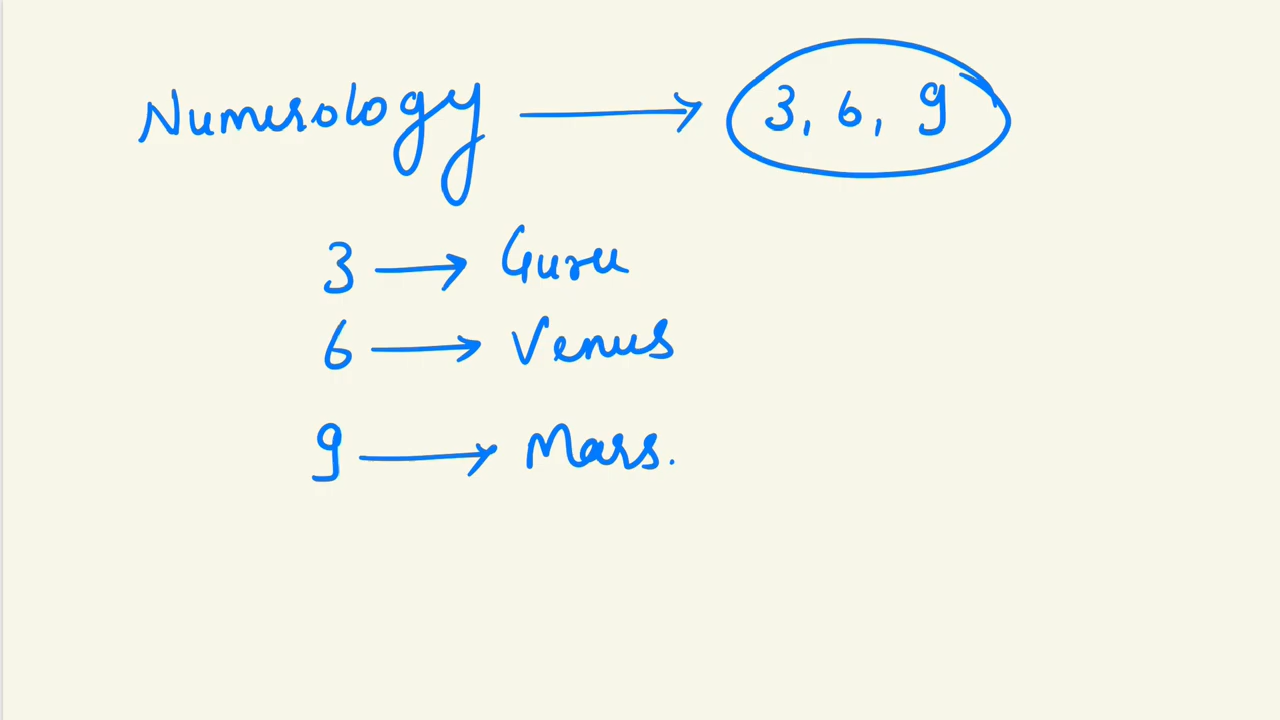 Numerology → 3, 6, 9
3 → Guru
6 → Venus
9 → Mars.